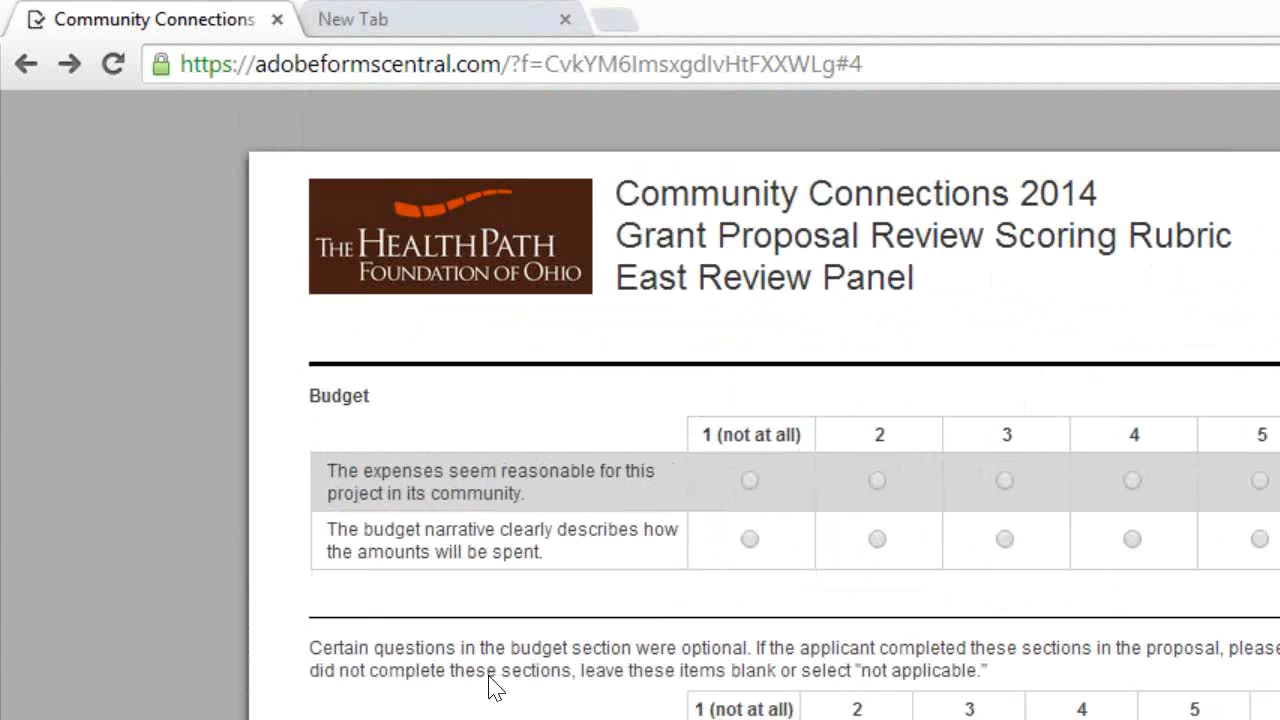 Community Connections
New Tab
https://adobeformscentral.com/?f=CvkYM6ImsxgdIvHtFXXWLg#4
THE HEALTHPATH
FOUNDATION OF OHIO
Community Connections 2014
Grant Proposal Review Scoring Rubric
East Review Panel
Budget
1 (not at all) 2 3 4 5
The expenses seem reasonable for this
project in its community.
The budget narrative clearly describes how
the amounts will be spent.
Certain questions in the budget section were optional. If the applicant completed these sections in the proposal, please
did not complete these sections, leave these items blank or select "not applicable."
1 (not at all) 2 3 4 5